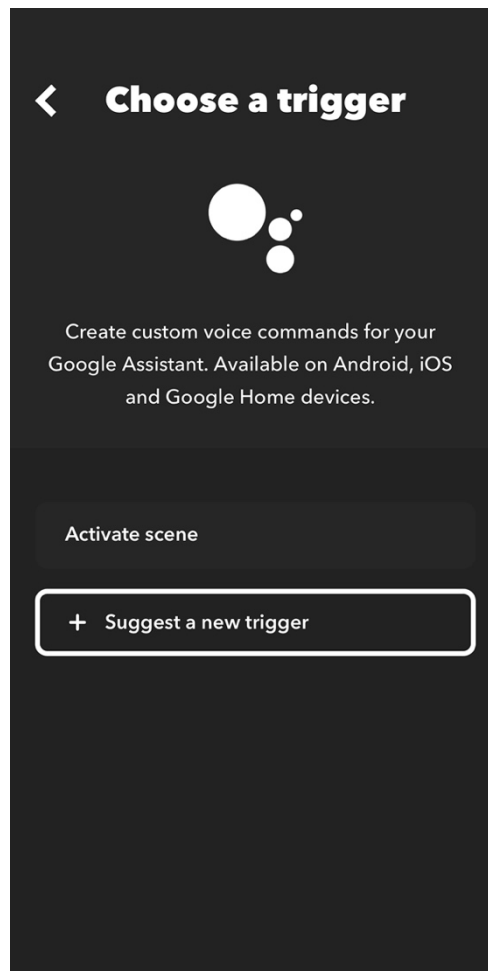 Choose a trigger
Create custom voice commands for your
Google Assistant. Available on Android, iOS
and Google Home devices.
Activate scene
+ Suggest a new trigger